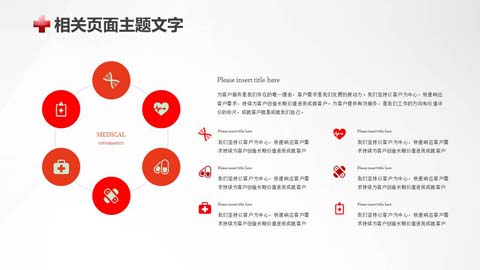 相关页面主题文字
MEDICAL
INFOGRAPHICS
Please insert title here
为客户服务是我们存在的唯一理由，客户需求是我们发展的原动力。我们坚持以客户为中心，快速响应客
户需求，持续为客户创造长期价值进而成就客户。为客户提供有效服务，是我们工作的方向和价值评
价的标尺，成就客户就是成就我们自己。
Please insert title here
我们坚持以客户为中心，快速响应客户需
求持续为客户创造长期价值进而成就客户
Please insert title here
我们坚持以客户为中心，快速响应客户需
求持续为客户创造长期价值进而成就客户
Please insert title here
我们坚持以客户为中心，快速响应客户需
求持续为客户创造长期价值进而成就客户
Please insert title here
我们坚持以客户为中心，快速响应客户需
求持续为客户创造长期价值进而成就客户
Please insert title here
我们坚持以客户为中心，快速响应客户需
求持续为客户创造长期价值进而成就客户
Please insert title here
我们坚持以客户为中心，快速响应客户需
求持续为客户创造长期价值进而成就客户